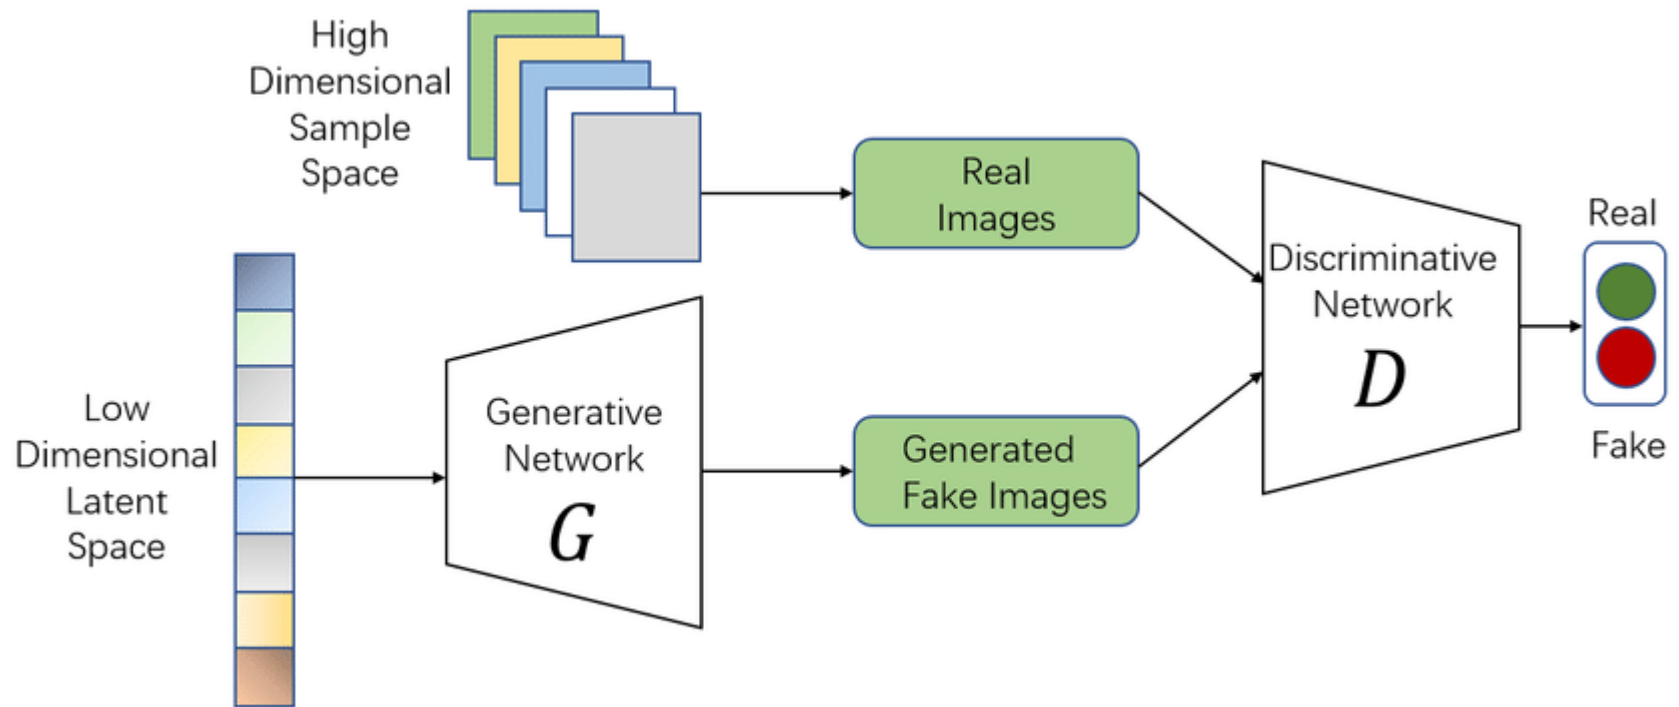 High
Dimensional
Sample
Space
Real
Images
Low
Dimensional
Latent
Space
Generative
Network
G
Generated
Fake Images
Discriminative
Network
D
Real
Fake